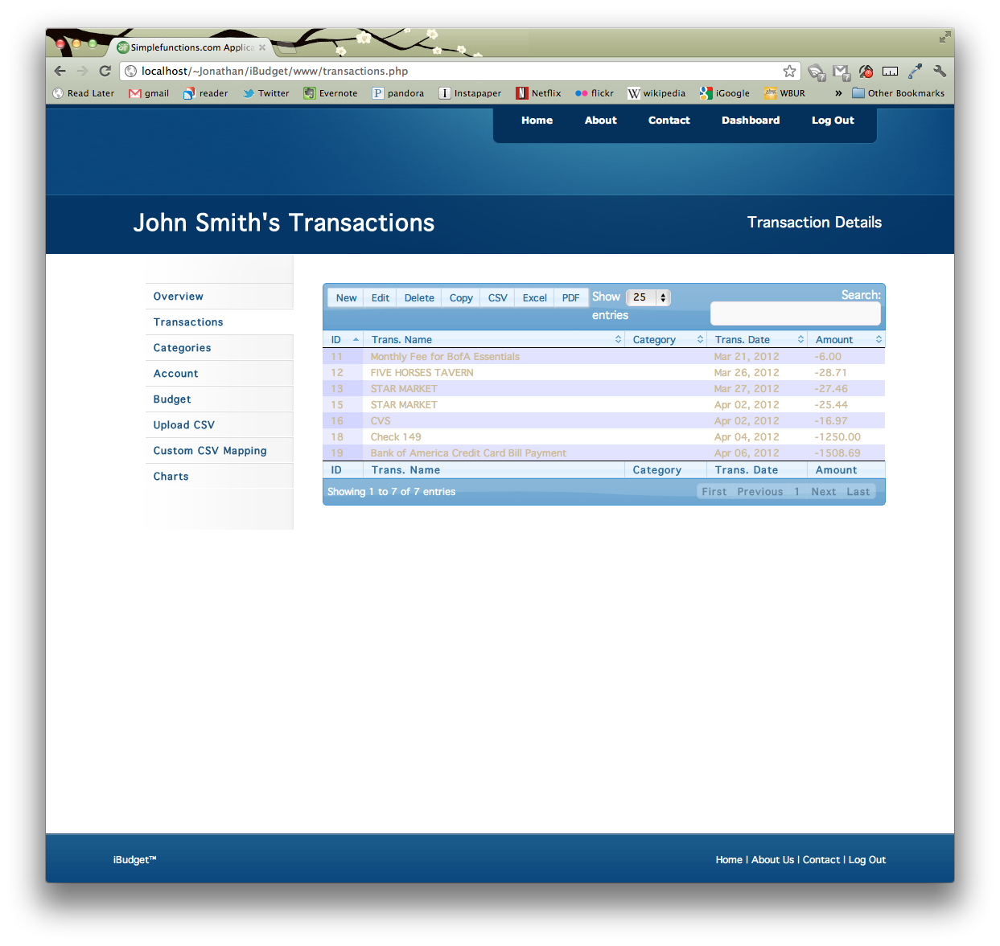 Simplefunctions.com Applica
localhost/~Jonathan/iBudget/www/transactions.php
Read Later gmail reader Twitter Evernote pandora Instapaper Netflix flickr wikipedia iGoogle WBUR » Other Bookmarks
Home About Contact Dashboard Log Out
John Smith's Transactions
Transaction Details
Overview
Transactions
Categories
Account
Budget
Upload CSV
Custom CSV Mapping
Charts
New Edit Delete Copy CSV Excel PDF Show 25 entries
Search:
ID Trans. Name Category Trans. Date Amount
11 Monthly Fee for BofA Essentials Mar 21, 2012 -6.00
12 FIVE HORSES TAVERN Mar 26, 2012 -28.71
13 STAR MARKET Mar 27, 2012 -27.46
15 STAR MARKET Apr 02, 2012 -25.44
16 CVS Apr 02, 2012 -16.97
18 Check 149 Apr 04, 2012 -1250.00
19 Bank of America Credit Card Bill Payment Apr 06, 2012 -1508.69
ID Trans. Name Category Trans. Date Amount
Showing 1 to 7 of 7 entries
First Previous 1 Next Last
iBudget™
Home | About Us | Contact | Log Out